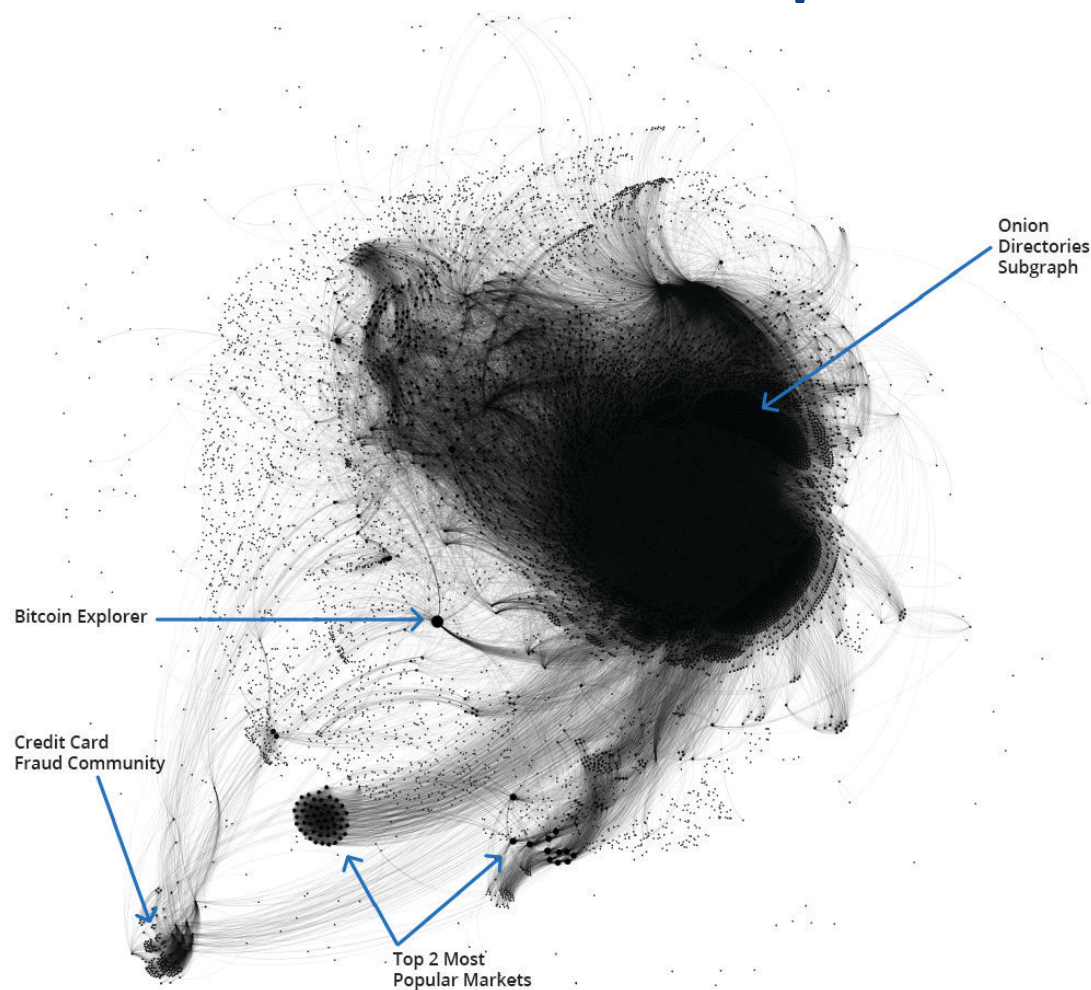 Onion
Directories
Subgraph
Bitcoin Explorer
Credit Card
Fraud Community
Top 2 Most
Popular Markets